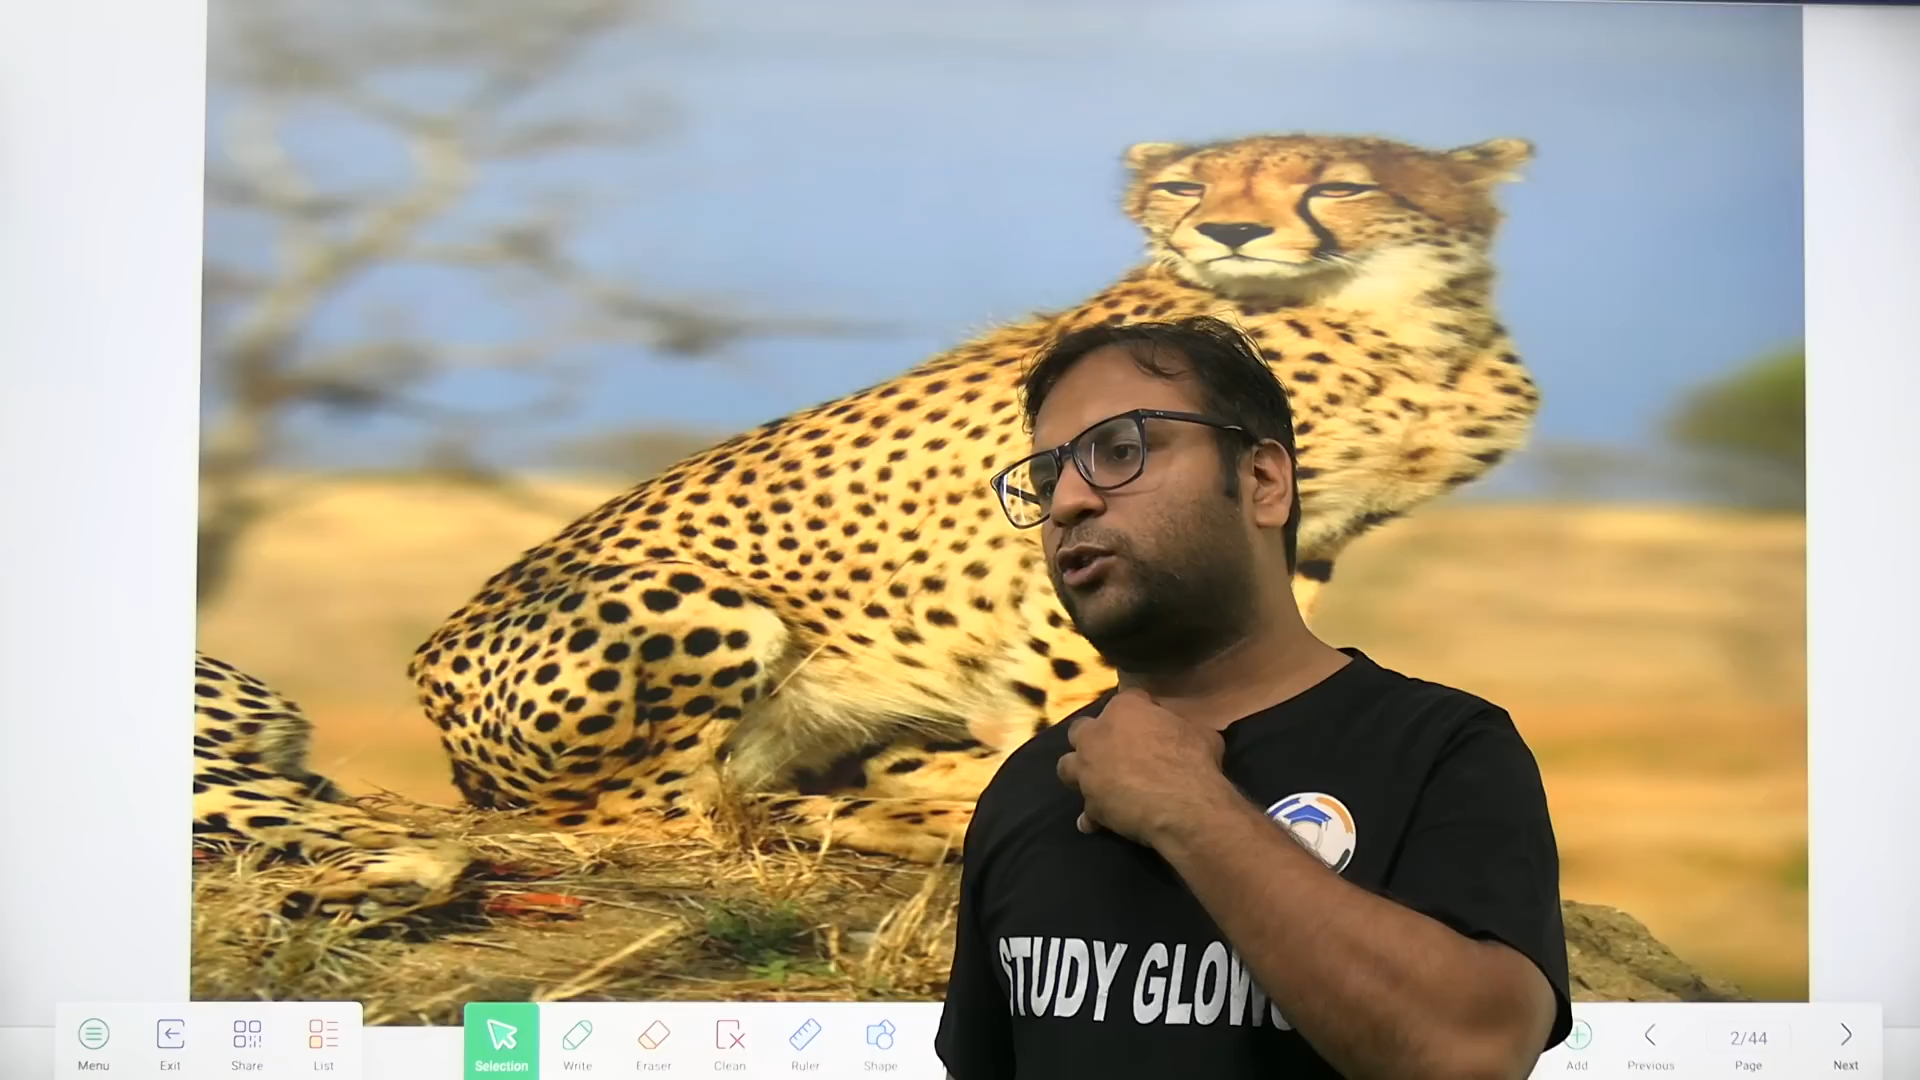 STUDY GLOW
Menu
Exit
Share
List
Selection
Write
Eraser
Clean
Ruler
Shape
Add
Previous
2/44
Page
Next